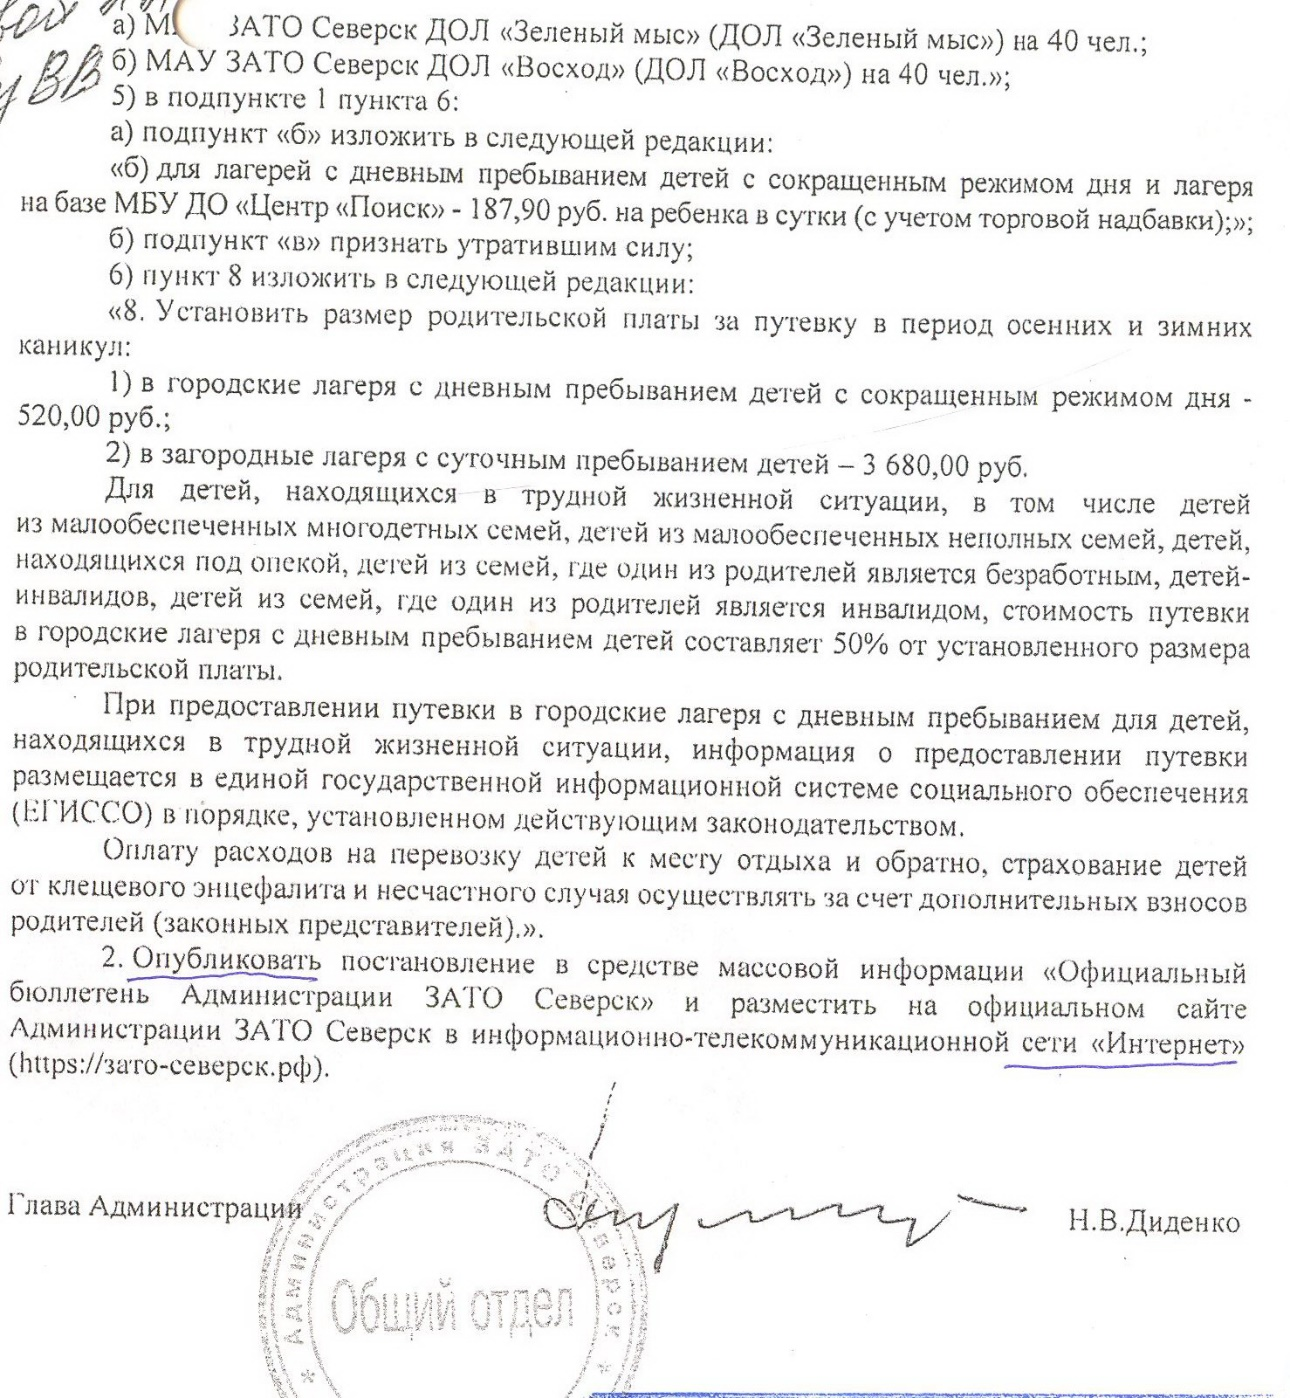 вой
а) М ЗАТО Северск ДОЛ «Зеленый мыс» (ДОЛ «Зеленый мыс») на 40 чел.;
ВВ б) МАУ ЗАТО Северск ДОЛ «Восход» (ДОЛ «Восход») на 40 чел.»;
5) в подпункте 1 пункта 6:
а) подпункт «б» изложить в следующей редакции:
«б) для лагерей с дневным пребыванием детей с сокращенным режимом дня и лагеря
на базе МБУ ДО «Центр «Поиск» - 187,90 руб. на ребенка в сутки (с учетом торговой надбавки);»;
б) подпункт «в» признать утратившим силу;
6) пункт 8 изложить в следующей редакции:
«8. Установить размер родительской платы за путевку в период осенних и зимних
каникул:
1) в городские лагеря с дневным пребыванием детей с сокращенным режимом дня -
520,00 руб.;
2) в загородные лагеря с суточным пребыванием детей – 3 680,00 руб.
Для детей, находящихся в трудной жизненной ситуации, в том числе детей
из малообеспеченных многодетных семей, детей из малообеспеченных неполных семей, детей,
находящихся под опекой, детей из семей, где один из родителей является безработным, детей-
инвалидов, детей из семей, где один из родителей является инвалидом, стоимость путевки
в городские лагеря с дневным пребыванием детей составляет 50% от установленного размера
родительской платы.
При предоставлении путевки в городские лагеря с дневным пребыванием для детей,
находящихся в трудной жизненной ситуации, информация о предоставлении путевки
размещается в единой государственной информационной системе социального обеспечения
(ЕГИССО) в порядке, установленном действующим законодательством.
Оплату расходов на перевозку детей к месту отдыха и обратно, страхование детей
от клещевого энцефалита и несчастного случая осуществлять за счет дополнительных взносов
родителей (законных представителей).».
2. Опубликовать постановление в средстве массовой информации «Официальный
бюллетень Администрации ЗАТО Северск» и разместить на официальном сайте
Администрации ЗАТО Северск в информационно-телекоммуникационной сети «Интернет»
(https://зато-северск.рф).
Глава Администрации Н.В.Диденко
* Администрация ЗАТО Северск *
Общий отдел